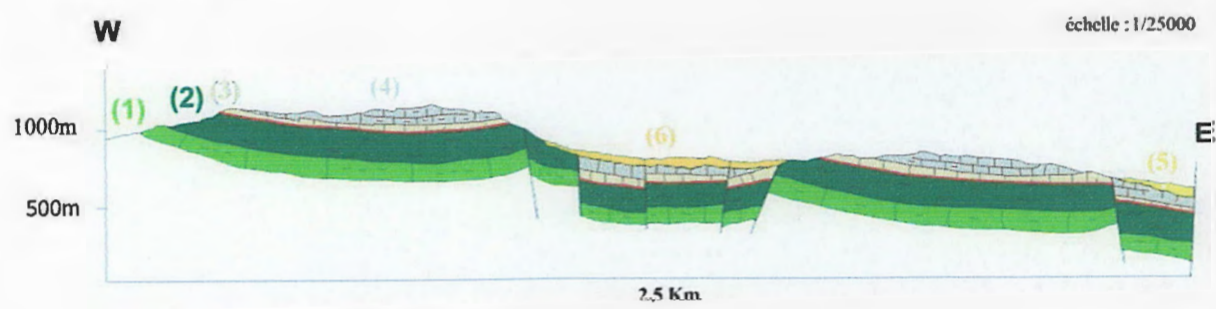 W
échelle : 1/25000
(1) (2) (3) (4)
1000m
(6)
E
(5)
500m
2.5 Km